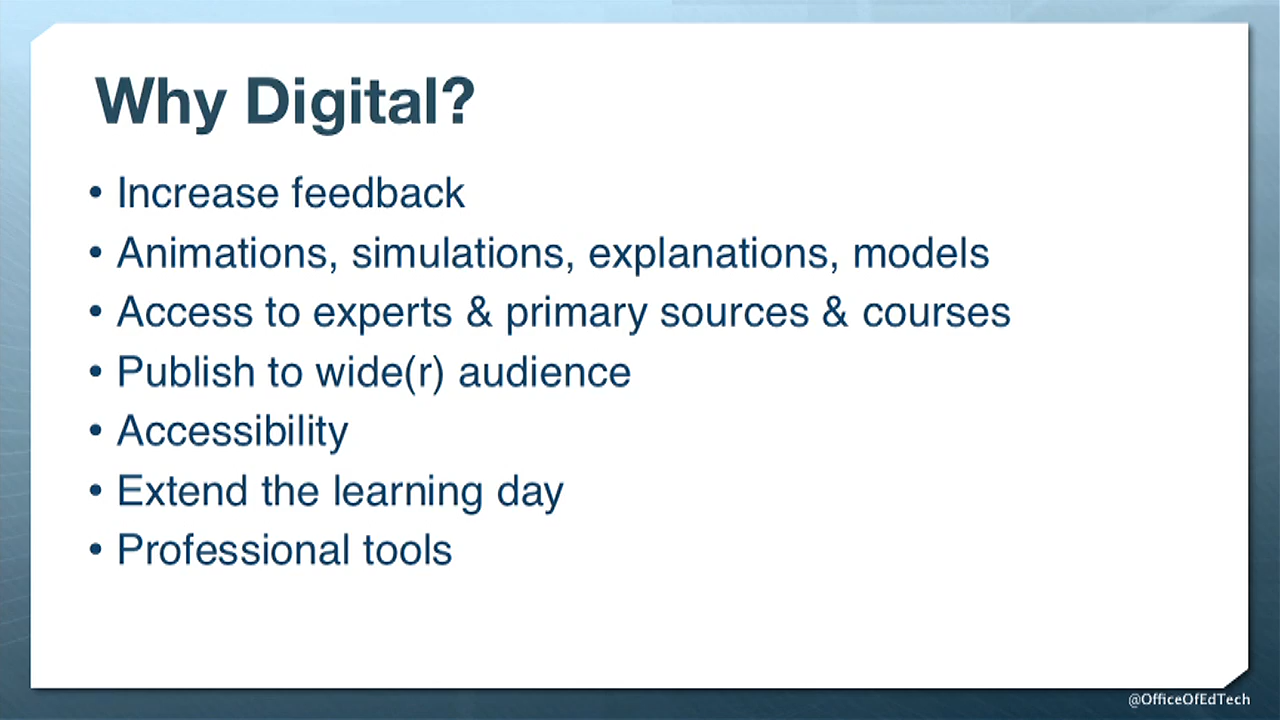 Why Digital?
• Increase feedback
• Animations, simulations, explanations, models
• Access to experts & primary sources & courses
• Publish to wide(r) audience
• Accessibility
• Extend the learning day
• Professional tools
@OfficeOfEdTech